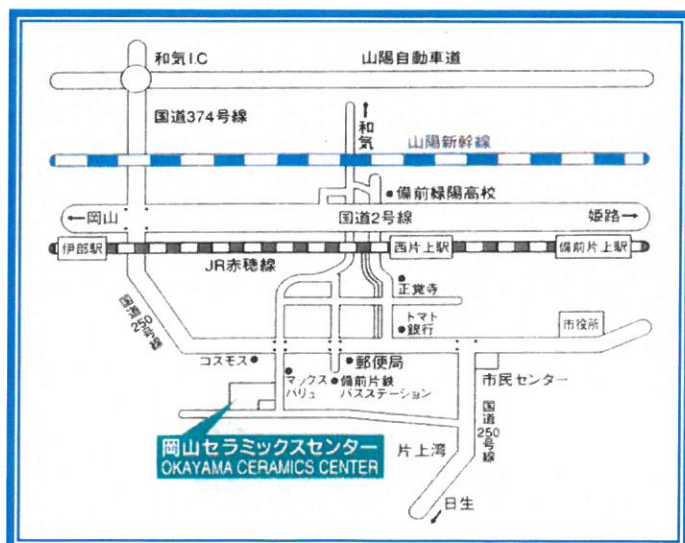 和気I.C
山陽自動車道
国道374号線
和気
山陽新幹線
備前緑陽高校
←岡山
国道2号線
姫路→
伊部駅
西片上駅
備前片上駅
JR赤穂線
正覚寺
国道250号線
トマト
銀行
市役所
コスモス
郵便局
マックス
バリュ
備前片鉄
バスステーション
市民センター
国道250号線
岡山セラミックスセンター
OKAYAMA CERAMICS CENTER
片上湾
日生